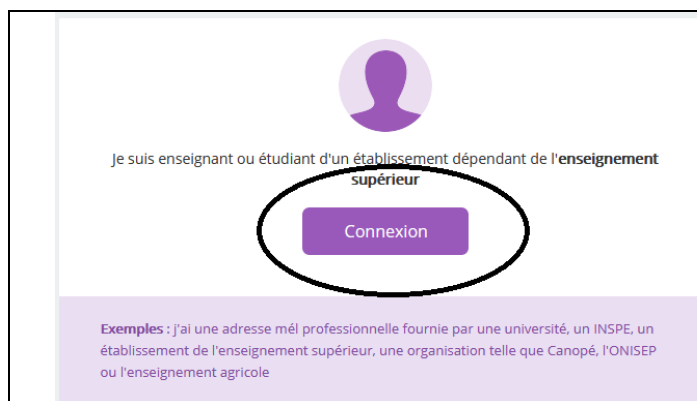 Je suis enseignant ou étudiant d'un établissement dépendant de l'enseignement
supérieur
Connexion
Exemples : j'ai une adresse mél professionnelle fournie par une université, un INSPE, un
établissement de l'enseignement supérieur, une organisation telle que Canopé, l'ONISEP
ou l'enseignement agricole